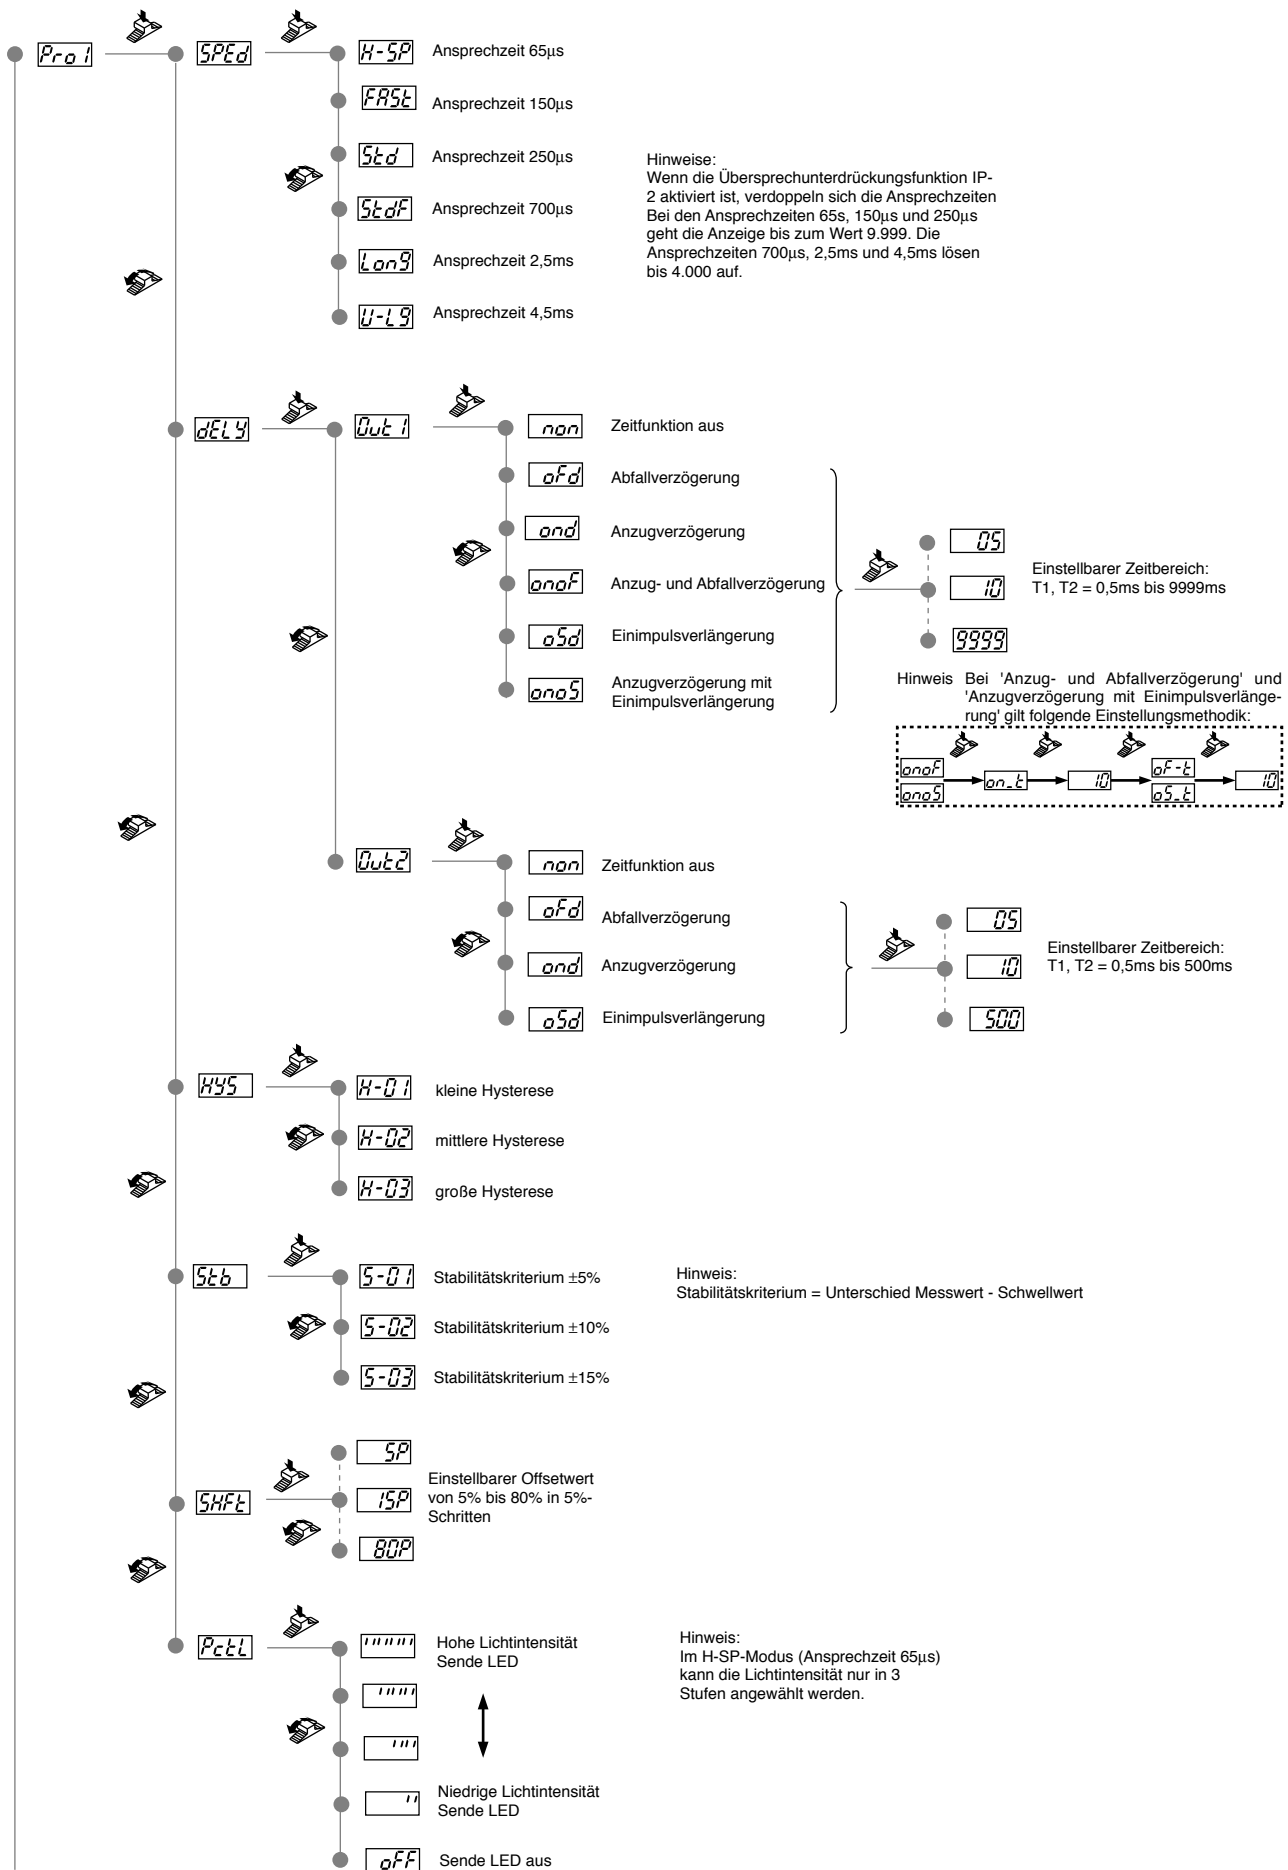 Pro1
SPEd
H-SP Ansprechzeit 65µs
FASt Ansprechzeit 150µs
Std Ansprechzeit 250µs
StdF Ansprechzeit 700µs
Long Ansprechzeit 2,5ms
U-Lg Ansprechzeit 4,5ms
Hinweise:
Wenn die Übersprechunterdrückungsfunktion IP-
2 aktiviert ist, verdoppeln sich die Ansprechzeiten
Bei den Ansprechzeiten 65s, 150µs und 250µs
geht die Anzeige bis zum Wert 9.999. Die
Ansprechzeiten 700µs, 2,5ms und 4,5ms lösen
bis 4.000 auf.
dELY
Out1
non Zeitfunktion aus
oFd Abfallverzögerung
ond Anzugverzögerung
onoF Anzug- und Abfallverzögerung
oSd Einimpulsverlängerung
onoS Anzugverzögerung mit
Einimpulsverlängerung
05
10
9999
Einstellbarer Zeitbereich:
T1, T2 = 0,5ms bis 9999ms
Hinweis Bei 'Anzug- und Abfallverzögerung' und
'Anzugverzögerung mit Einimpulsverlänge-
rung' gilt folgende Einstellungsmethodik:
onoF
onoS
on_t
10
oF-t
oS_t
10
Out2
non Zeitfunktion aus
oFd Abfallverzögerung
ond Anzugverzögerung
oSd Einimpulsverlängerung
05
10
500
Einstellbarer Zeitbereich:
T1, T2 = 0,5ms bis 500ms
HYS
H-01 kleine Hysterese
H-02 mittlere Hysterese
H-03 große Hysterese
Stb
S-01 Stabilitätskriterium ±5%
S-02 Stabilitätskriterium ±10%
S-03 Stabilitätskriterium ±15%
Hinweis:
Stabilitätskriterium = Unterschied Messwert - Schwellwert
SHFt
5P
15P
80P
Einstellbarer Offsetwert
von 5% bis 80% in 5%-
Schritten
PctL
Hohe Lichtintensität
Sende LED
Niedrige Lichtintensität
Sende LED
oFF Sende LED aus
Hinweis:
Im H-SP-Modus (Ansprechzeit 65µs)
kann die Lichtintensität nur in 3
Stufen angewählt werden.